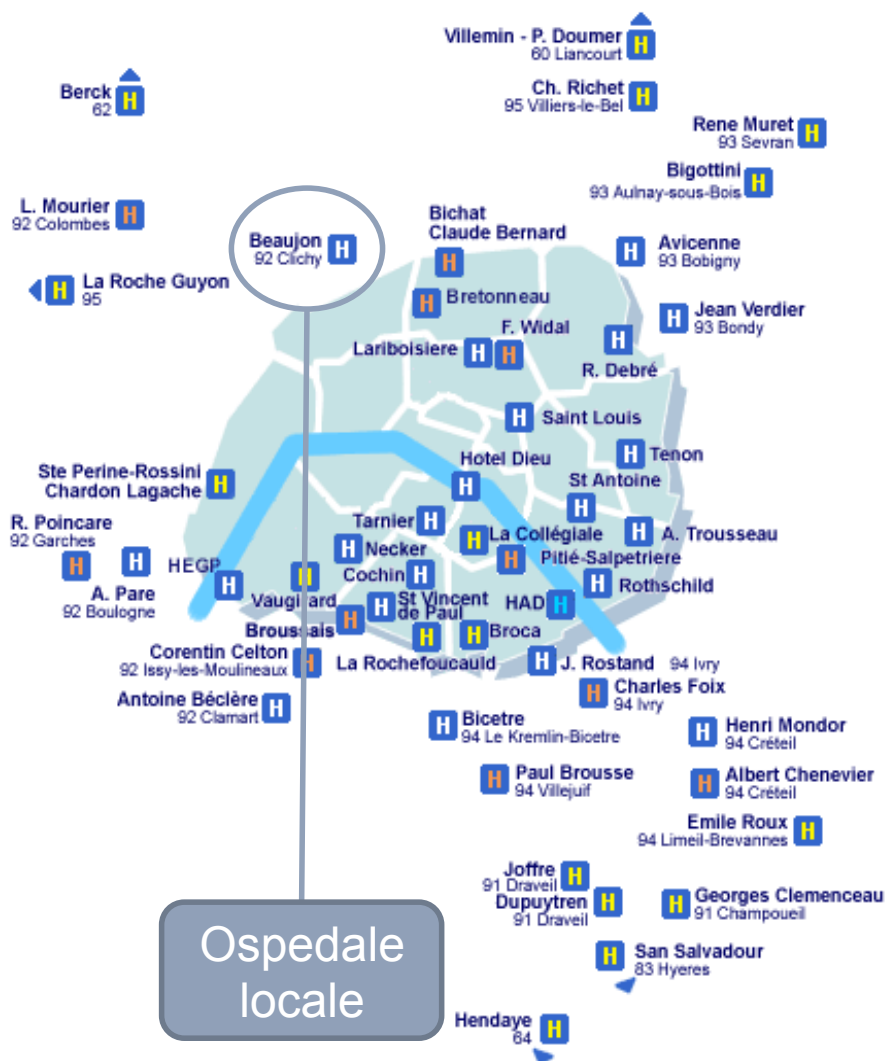 Villemin - P. Doumer
60 Liancourt
H
Berck
62
H
Ch. Richet
95 Villiers-le-Bel
H
Rene Muret
93 Sevran
H
Bigottini
93 Aulnay-sous-Bois
H
L. Mourier
92 Colombes
H
Beaujon
92 Clichy
H
Bichat
Claude Bernard
H
Avicenne
93 Bobigny
H
La Roche Guyon
95
H
Bretonneau
H
Jean Verdier
93 Bondy
H
F. Widal
H
Lariboisiere
H
R. Debré
H
Saint Louis
H
Tenon
H
Hotel Dieu
H
St Antoine
H
Ste Perine-Rossini
Chardon Lagache
H
Tarnier
H
La Collégiale
H
A. Trousseau
H
R. Poincare
92 Garches
H
A. Pare
92 Boulogne
H
HEGP
H
Necker
H
Pitié-Salpetriere
H
Cochin
H
Rothschild
H
Vaugirard
H
St Vincent
de Paul
H
HAD
H
Broussais
H
Broca
H
Corentin Celton
92 Issy-les-Moulineaux
H
La Rochefoucauld
H
J. Rostand 94 Ivry
H
Charles Foix
94 Ivry
H
Antoine Béclère
92 Clamart
H
Bicetre
94 Le Kremlin-Bicetre
H
Henri Mondor
94 Créteil
H
Paul Brousse
94 Villejuif
H
Albert Chenevier
94 Créteil
H
Emile Roux
94 Limeil-Brevannes
H
Joffre
91 Draveil
H
Dupuytren
91 Draveil
H
Georges Clemenceau
91 Champoueil
H
San Salvadour
83 Hyeres
H
Hendaye
64
H
Ospedale
locale